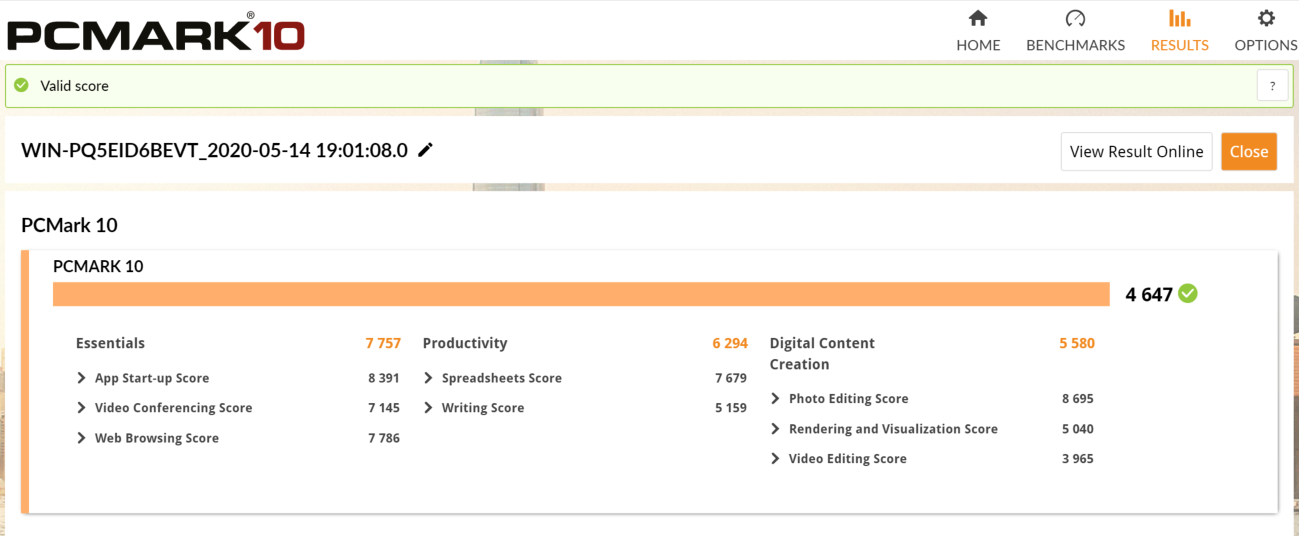 PCMARK®10
HOME BENCHMARKS RESULTS OPTIONS
Valid score ?
WIN-PQ5EID6BEVT_2020-05-14 19:01:08.0 View Result Online Close
PCMark 10
PCMARK 10
4 647
Essentials 7 757
App Start-up Score 8 391
Video Conferencing Score 7 145
Web Browsing Score 7 786
Productivity 6 294
Spreadsheets Score 7 679
Writing Score 5 159
Digital Content
Creation 5 580
Photo Editing Score 8 695
Rendering and Visualization Score 5 040
Video Editing Score 3 965